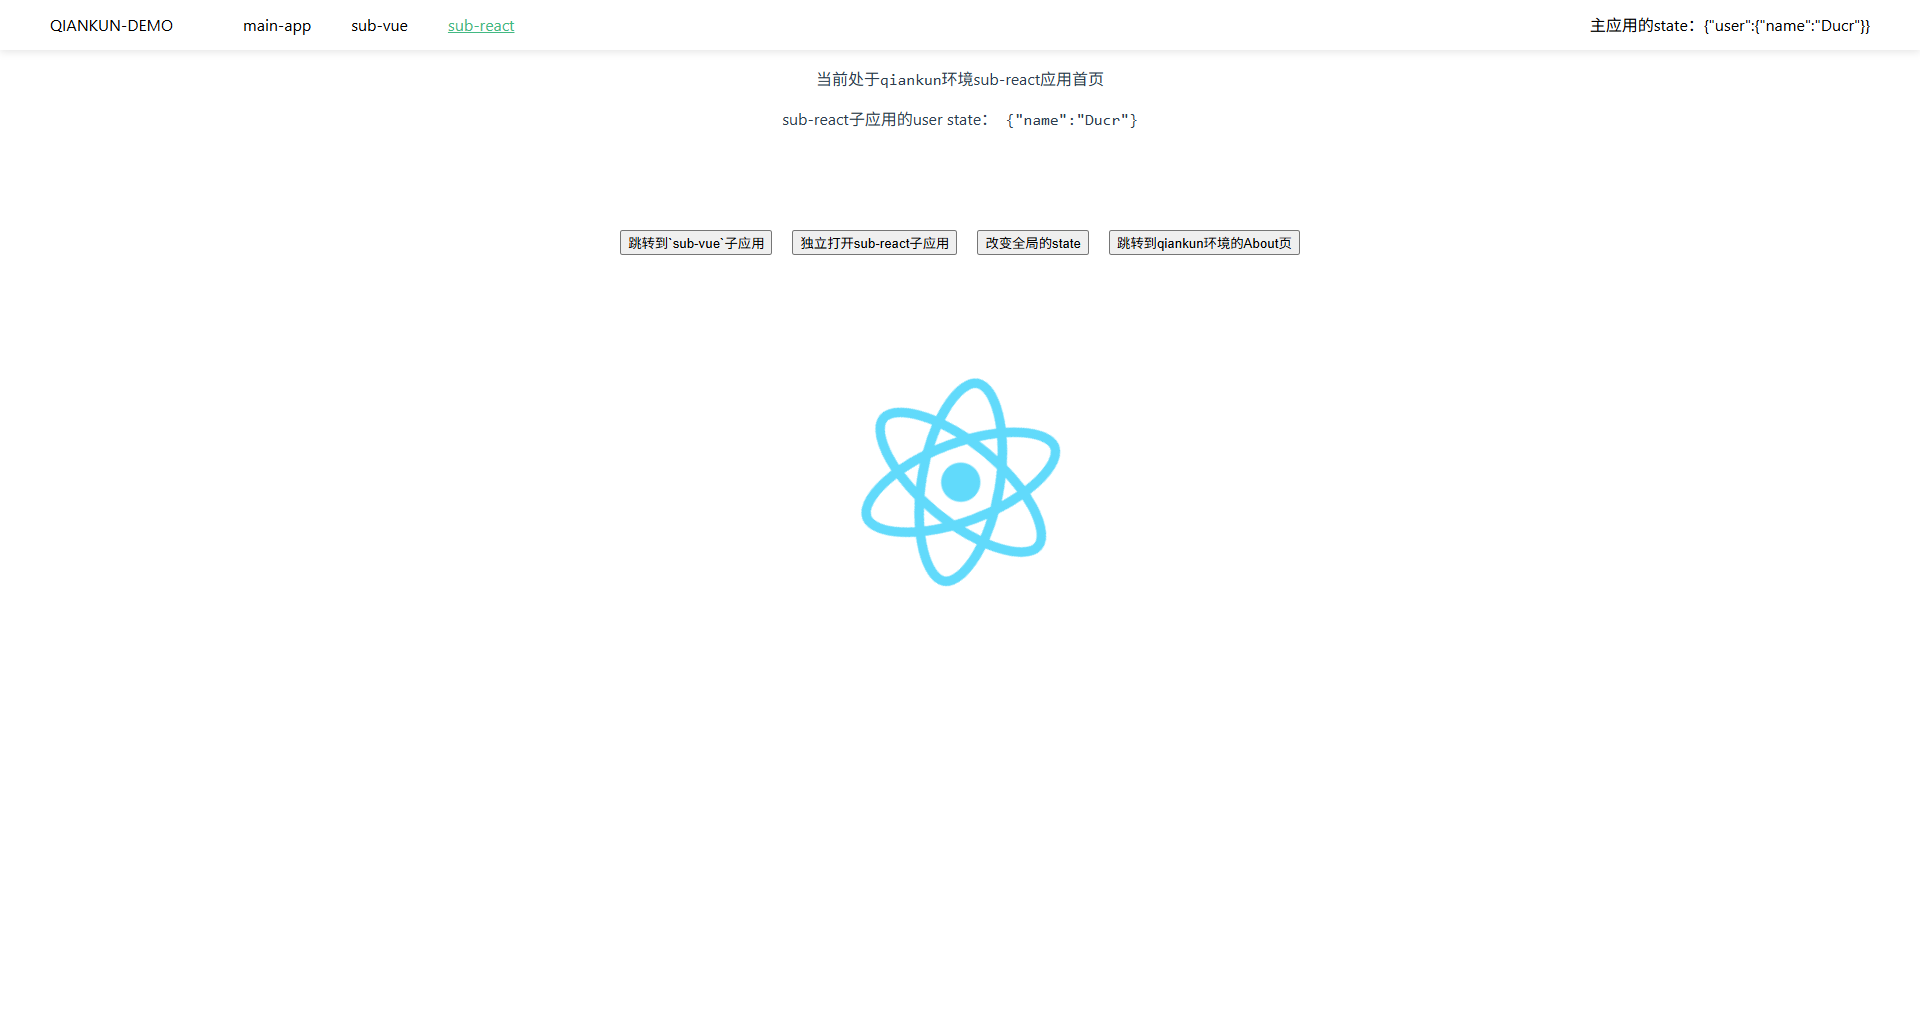 QIANKUN-DEMO main-app sub-vue sub-react 主应用的state：{"user":{"name":"Ducr"}}
当前处于qiankun环境sub-react应用首页
sub-react子应用的user state： {"name":"Ducr"}
跳转到`sub-vue`子应用 独立打开sub-react子应用 改变全局的state 跳转到qiankun环境的About页